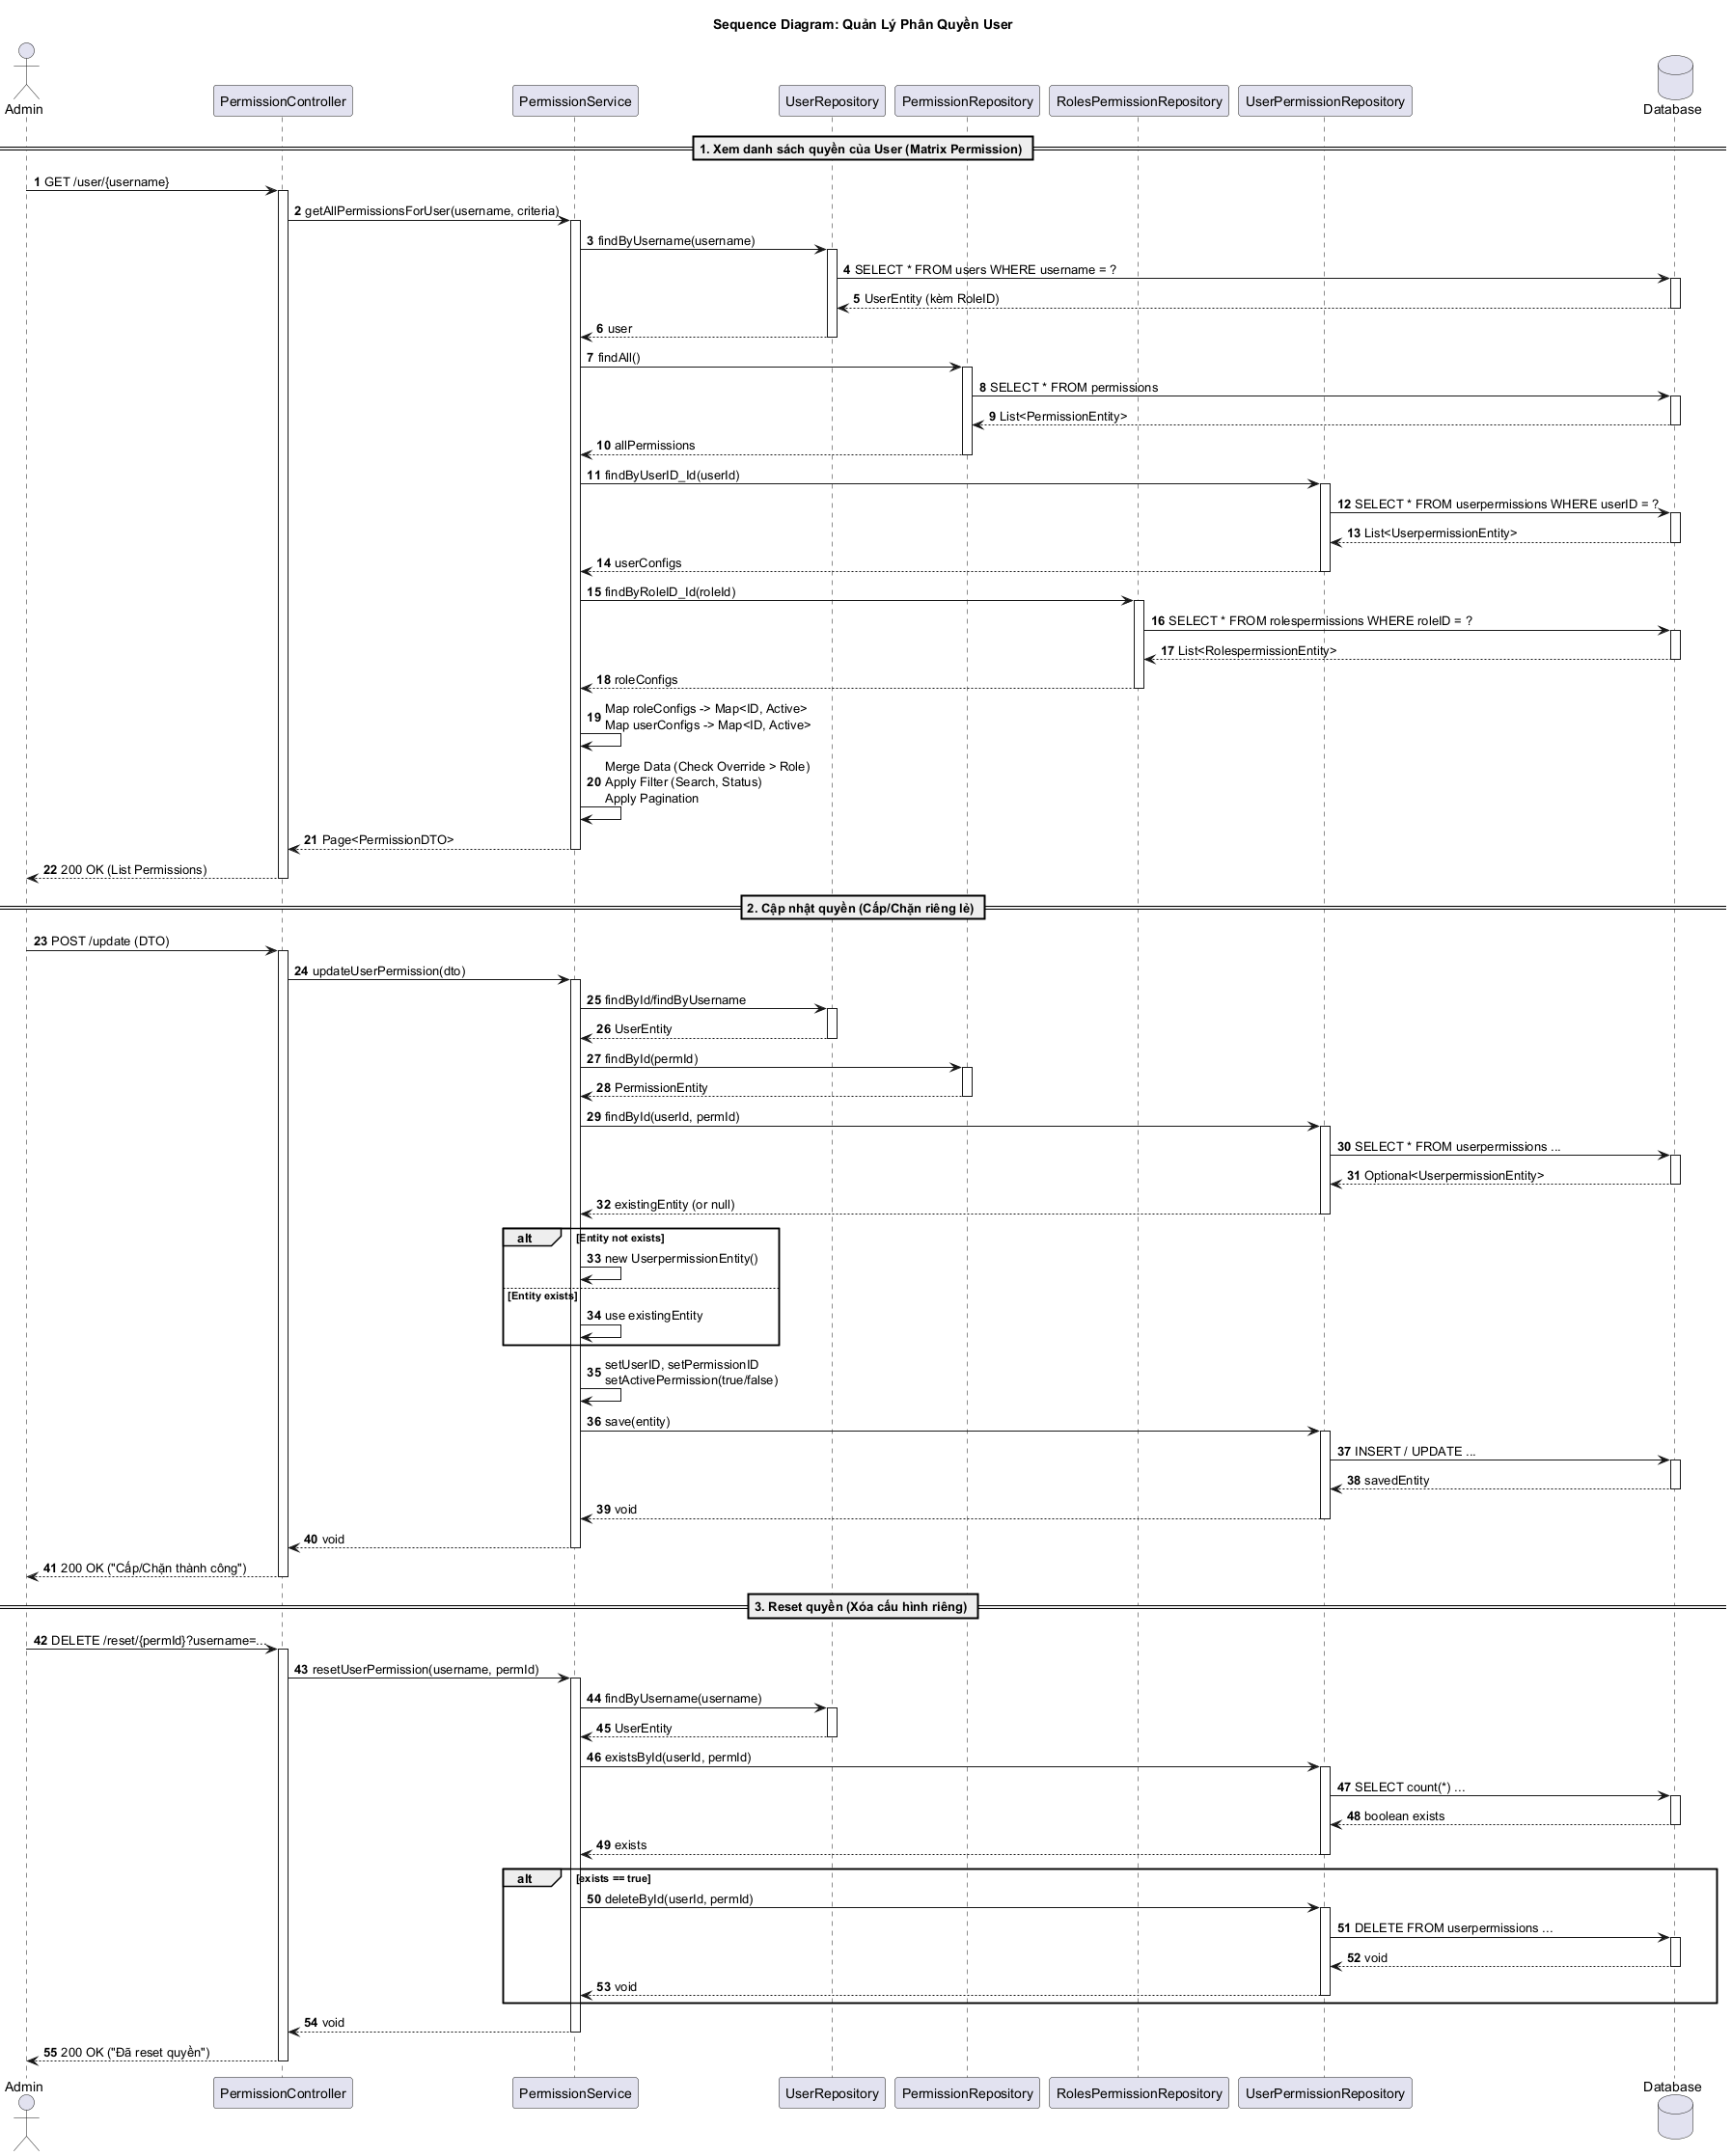 Sequence Diagram: Quản Lý Phân Quyền User
Admin
PermissionController
PermissionService
UserRepository
PermissionRepository
RolesPermissionRepository
UserPermissionRepository
Database
1. Xem danh sách quyền của User (Matrix Permission)
1 GET /user/{username}
2 getAllPermissionsForUser(username, criteria)
3 findByUsername(username)
4 SELECT * FROM users WHERE username = ?
5 UserEntity (kèm RoleID)
6 user
7 findAll()
8 SELECT * FROM permissions
9 List<PermissionEntity>
10 allPermissions
11 findByUserID_Id(userId)
12 SELECT * FROM userpermissions WHERE userID = ?
13 List<UserpermissionEntity>
14 userConfigs
15 findByRoleID_Id(roleId)
16 SELECT * FROM rolespermissions WHERE roleID = ?
17 List<RolespermissionEntity>
18 roleConfigs
19 Map roleConfigs -> Map<ID, Active>
Map userConfigs -> Map<ID, Active>
20 Merge Data (Check Override > Role)
Apply Filter (Search, Status)
Apply Pagination
21 Page<PermissionDTO>
22 200 OK (List Permissions)
2. Cập nhật quyền (Cấp/Chặn riêng lẻ)
23 POST /update (DTO)
24 updateUserPermission(dto)
25 findById/findByUsername
26 UserEntity
27 findById(permId)
28 PermissionEntity
29 findById(userId, permId)
30 SELECT * FROM userpermissions ...
31 Optional<UserpermissionEntity>
32 existingEntity (or null)
alt [Entity not exists]
33 new UserpermissionEntity()
[Entity exists]
34 use existingEntity
35 setUserID, setPermissionID
setActivePermission(true/false)
36 save(entity)
37 INSERT / UPDATE ...
38 savedEntity
39 void
40 void
41 200 OK ("Cấp/Chặn thành công")
3. Reset quyền (Xóa cấu hình riêng)
42 DELETE /reset/{permId}?username=...
43 resetUserPermission(username, permId)
44 findByUsername(username)
45 UserEntity
46 existsById(userId, permId)
47 SELECT count(*) ...
48 boolean exists
49 exists
alt [exists == true]
50 deleteById(userId, permId)
51 DELETE FROM userpermissions ...
52 void
53 void
54 void
55 200 OK ("Đã reset quyền")
Admin
PermissionController
PermissionService
UserRepository
PermissionRepository
RolesPermissionRepository
UserPermissionRepository
Database